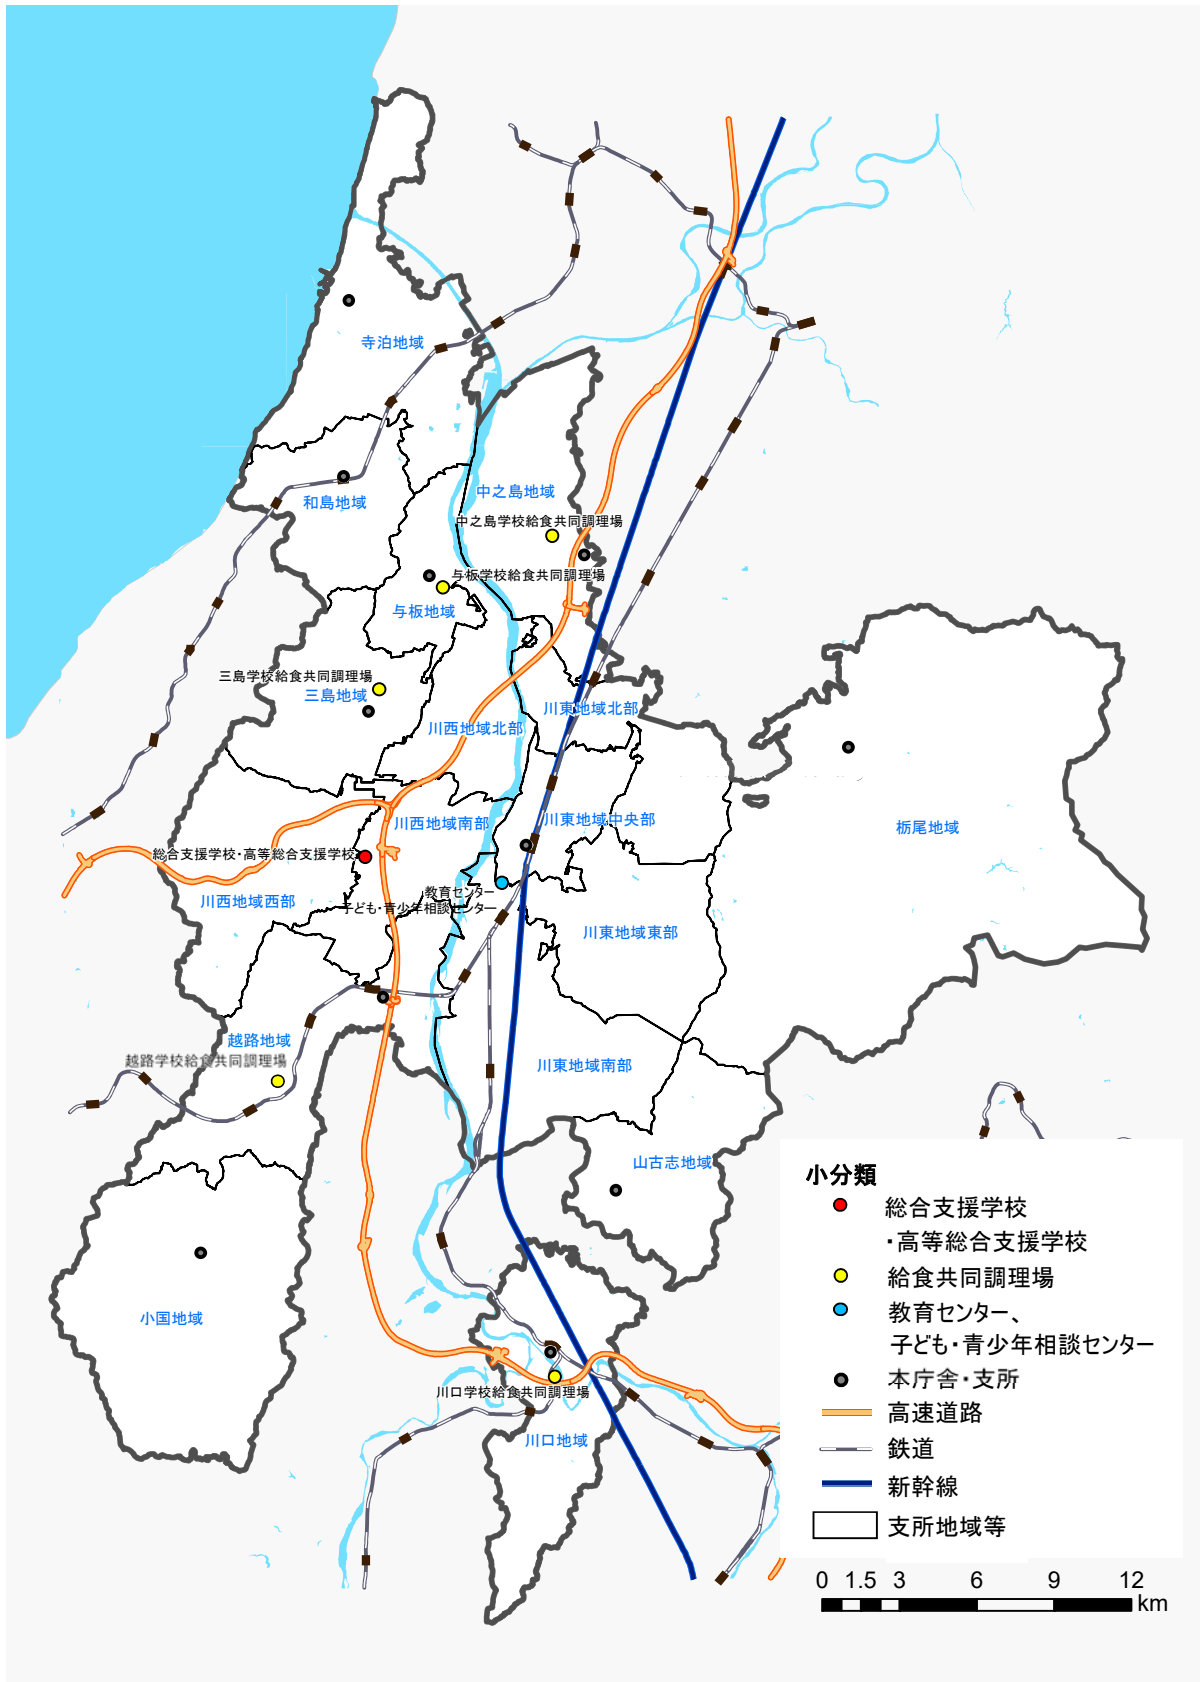 寺泊地域
和島地域
中之島地域
中之島学校給食共同調理場
与板学校給食共同調理場
与板地域
三島学校給食共同調理場
三島地域
川東地域北部
川西地域北部
川西地域南部
川東地域中央部
栃尾地域
総合支援学校・高等総合支援学校
教育センター
子ども・青少年相談センター
川西地域西部
川東地域東部
越路地域
越路学校給食共同調理場
川東地域南部
山古志地域
小国地域
川口学校給食共同調理場
川口地域
小分類
総合支援学校
・高等総合支援学校
給食共同調理場
教育センター、
子ども・青少年相談センター
本庁舎・支所
高速道路
鉄道
新幹線
支所地域等
0 1.5 3 6 9 12
km